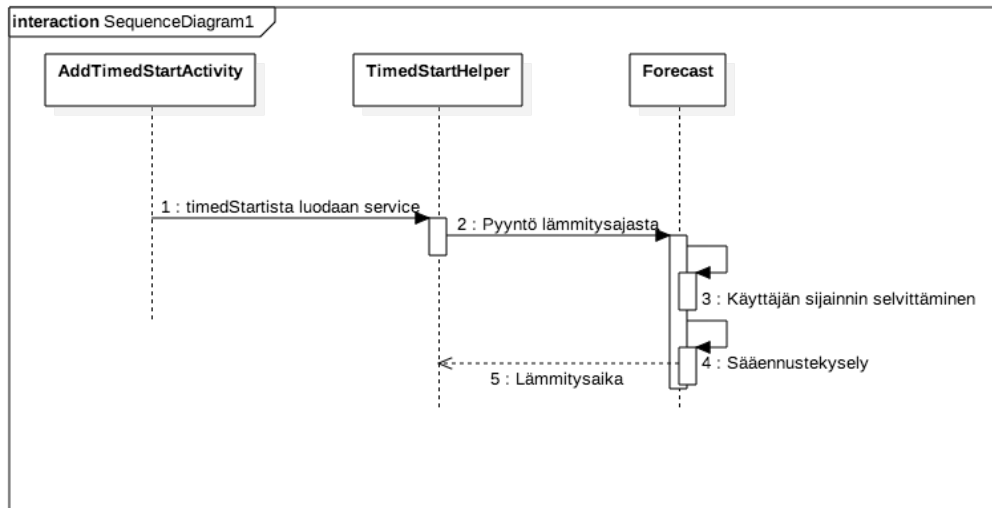 interaction SequenceDiagram1
AddTimedStartActivity
TimedStartHelper
Forecast
1 : timedStartista luodaan service
2 : Pyyntö lämmitysajasta
3 : Käyttäjän sijainnin selvittäminen
4 : Sääennustekysely
5 : Lämmitysaika